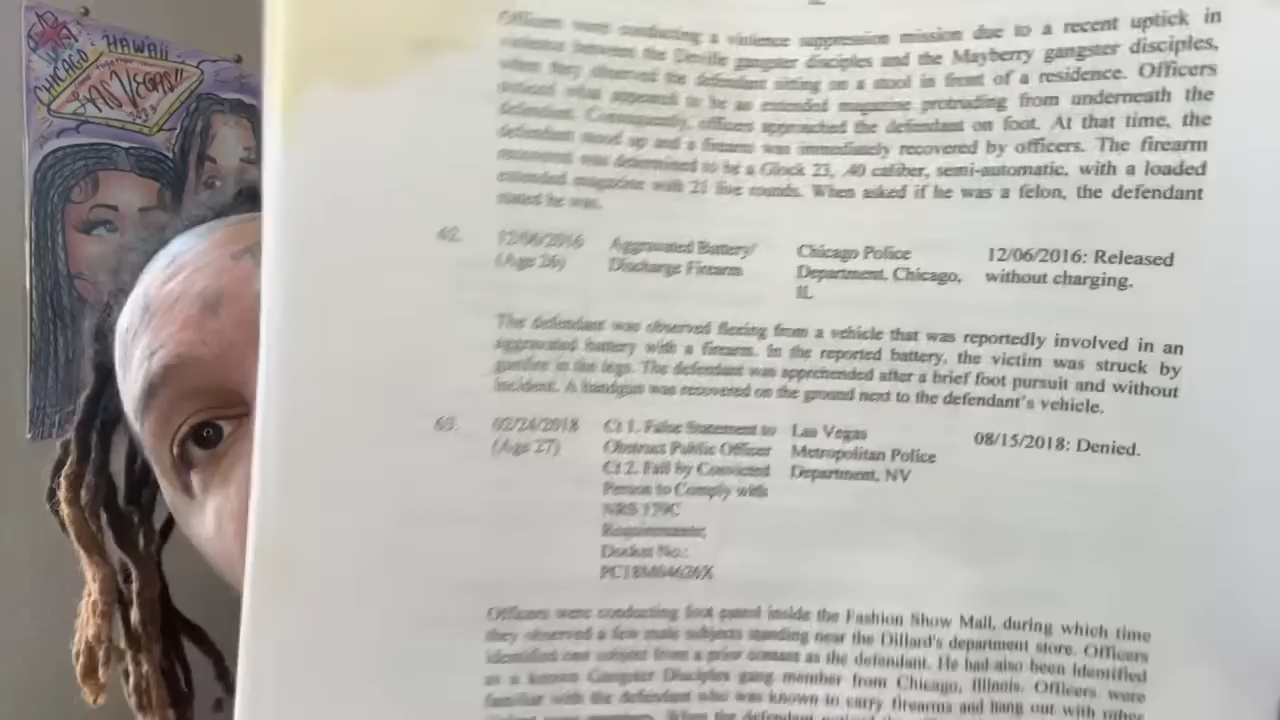 HAWAII
CHICAGO
LAS VEGAS!!
Officers were conducting a violence suppression mission due to a recent uptick in
violence between the Deville gangster disciples and the Mayberry gangster disciples,
when they observed the defendant sitting on a stool in front of a residence. Officers
noticed what appeared to be an extended magazine protruding from underneath the
defendant. Consequently, officers approached the defendant on foot. At that time, the
defendant stood up and a firearm was immediately recovered by officers. The firearm
recovered was determined to be a Glock 23, .40 caliber, semi-automatic, with a loaded
extended magazine with 21 live rounds. When asked if he was a felon, the defendant
stated he was.
62. 12/06/2016 Aggravated Battery/ Chicago Police 12/06/2016: Released
(Age 26) Discharge Firearm Department, Chicago, without charging.
IL
The defendant was observed fleeing from a vehicle that was reportedly involved in an
aggravated battery with a firearm. In the reported battery, the victim was struck by
gunfire in the legs. The defendant was apprehended after a brief foot pursuit and without
incident. A handgun was recovered on the ground next to the defendant's vehicle.
63. 02/24/2018 Ct 1. False Statement to Las Vegas 08/15/2018: Denied.
(Age 27) Obstruct Public Officer Metropolitan Police
Ct 2. Fail by Convicted Department, NV
Person to Comply with
NRS 179C
Requirements;
Docket No.:
Officers were conducting foot patrol inside the Fashion Show Mall, during which time
they observed a few male subjects standing near the Dillard's department store. Officers
identified one subject from a prior contact as the defendant. He had also been identified
as a known Gangster Disciples gang member from Chicago, Illinois. Officers were
familiar with the defendant who was known to carry firearms and hang out with other